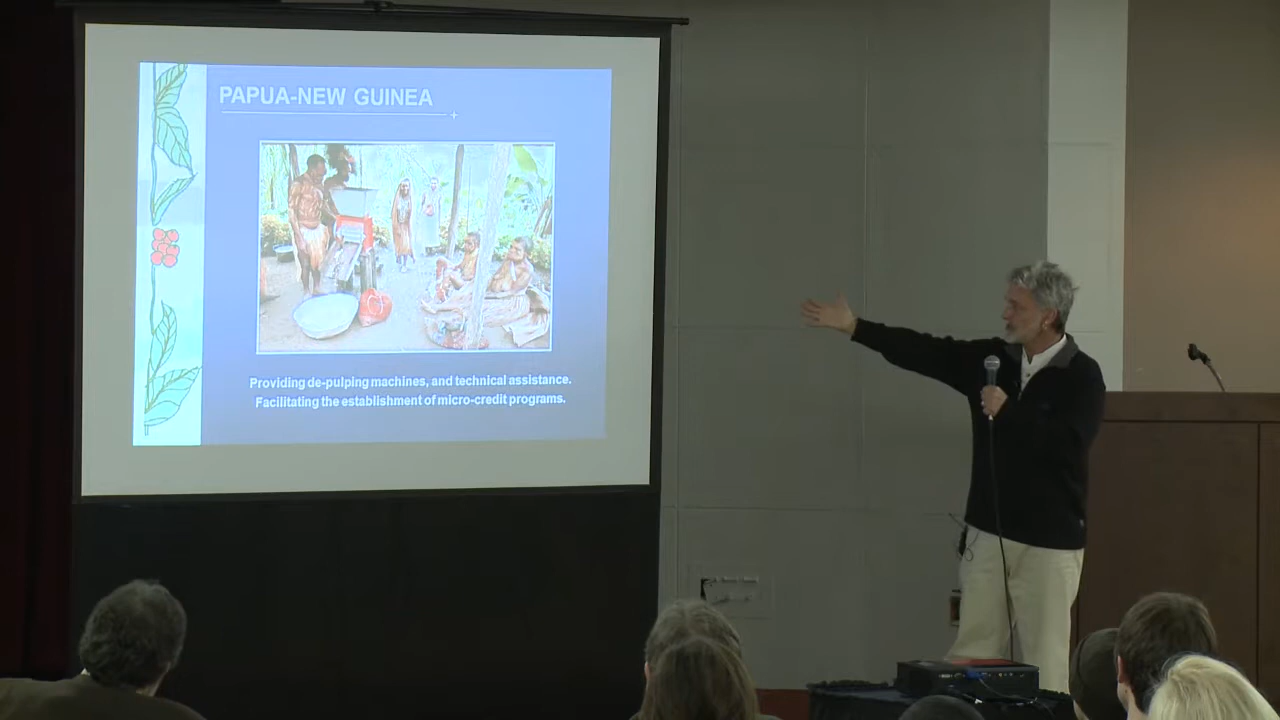 PAPUA-NEW GUINEA
Providing de-pulping machines, and technical assistance.
Facilitating the establishment of micro-credit programs.